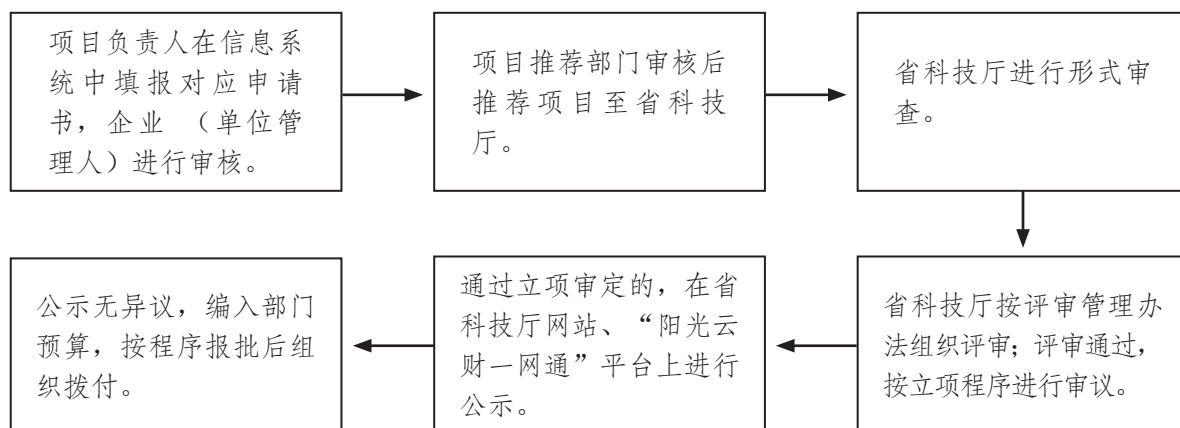 项目负责人在信息系
统中填报对应申请
书，企业 （单位管
理人）进行审核。
项目推荐部门审核后
推荐项目至省科技
厅。
省科技厅进行形式审
查。
省科技厅按评审管理办
法组织评审；评审通过，
按立项程序进行审议。
通过立项审定的，在省
科技厅网站、“阳光云
财一网通”平台上进行
公示。
公示无异议，编入部门
预算，按程序报批后组
织拨付。